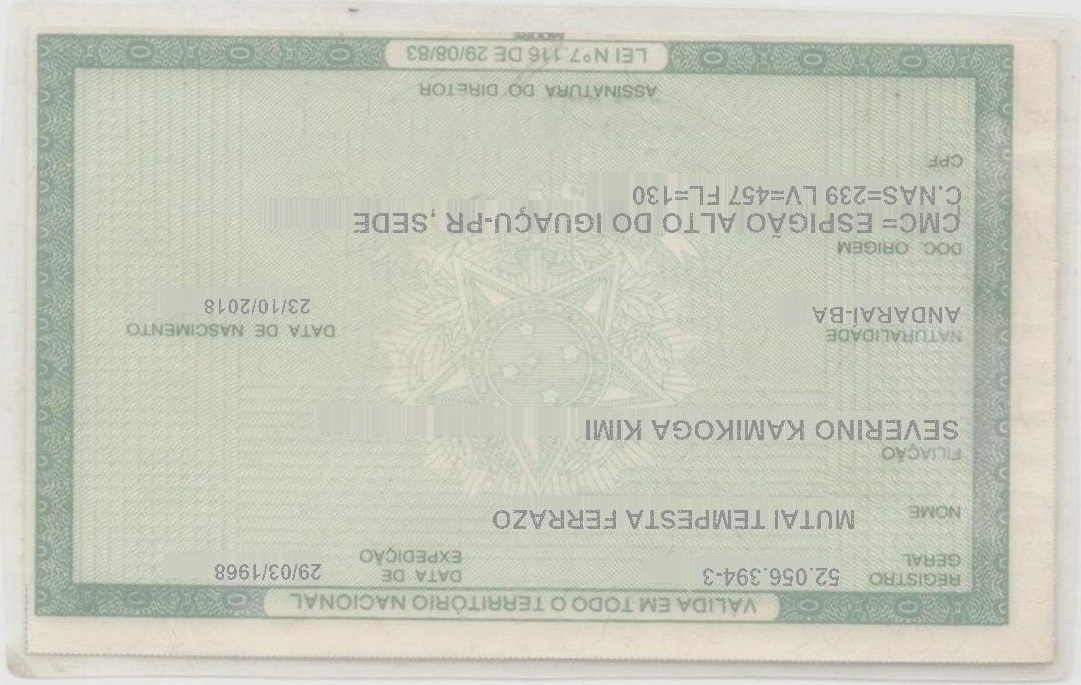 VÁLIDA EM TODO O TERRITÓRIO NACIONAL
REGISTRO GERAL 52.056.394-3 DATA DE EXPEDIÇÃO 29/03/1968
NOME MUTAI TEMPESTA FERRAZO
FILIAÇÃO
SEVERINO KAMIKOGA KIMI
NATURALIDADE DATA DE NASCIMENTO
ANDARAÍ-BA 23/10/2018
DOC. ORIGEM
CMC= ESPIGÃO ALTO DO IGUAÇU-PR, SEDE
C.NAS=239 LV=457 FL=130
CPF
ASSINATURA DO DIRETOR
LEI Nº 7.116 DE 29/08/83